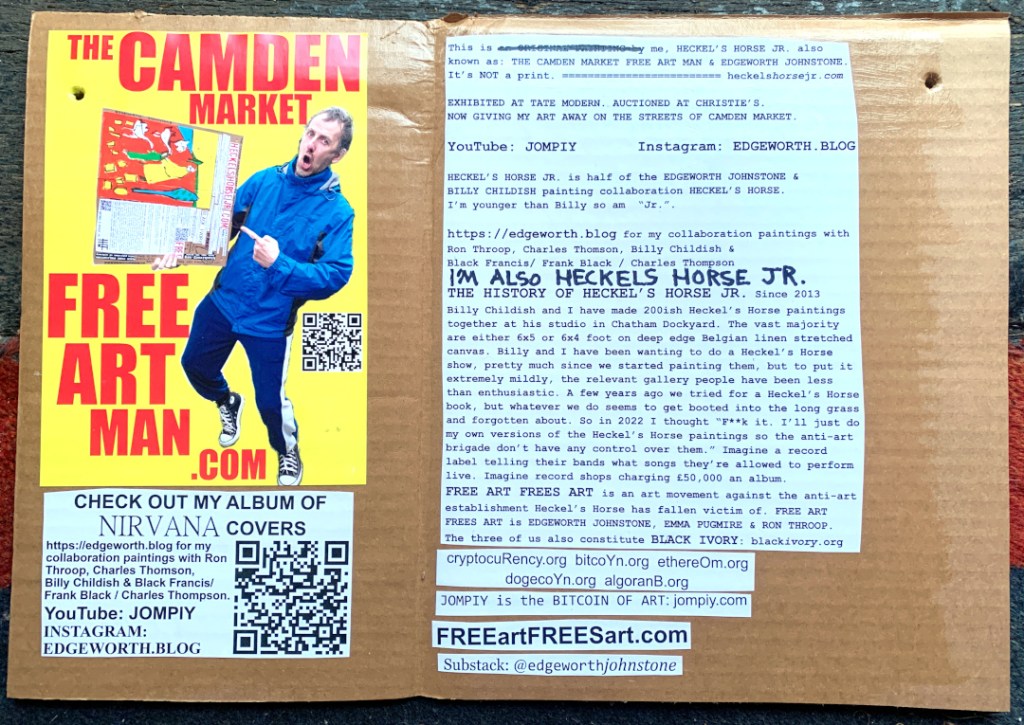 THE CAMDEN
MARKET
HECKELSHORSEJR.COM
FREE
ART
MAN
.COM
CHECK OUT MY ALBUM OF
NIRVANA COVERS
https://edgeworth.blog for my
collaboration paintings with Ron
Throop, Charles Thomson,
Billy Childish & Black Francis/
Frank Black / Charles Thompson.
YouTube: JOMPIY
INSTAGRAM:
EDGEWORTH.BLOG
This is me, HECKEL'S HORSE JR. also
known as: THE CAMDEN MARKET FREE ART MAN & EDGEWORTH JOHNSTONE.
It's NOT a print. ========================= heckelshorsejr.com
EXHIBITED AT TATE MODERN. AUCTIONED AT CHRISTIE'S.
NOW GIVING MY ART AWAY ON THE STREETS OF CAMDEN MARKET.
YouTube: JOMPIY Instagram: EDGEWORTH.BLOG
HECKEL'S HORSE JR. is half of the EDGEWORTH JOHNSTONE &
BILLY CHILDISH painting collaboration HECKEL'S HORSE.
I'm younger than Billy so am "Jr.".
https://edgeworth.blog for my collaboration paintings with
Ron Throop, Charles Thomson, Billy Childish &
Black Francis/ Frank Black / Charles Thompson
I'M ALSO HECKELS HORSE JR.
THE HISTORY OF HECKEL'S HORSE JR. Since 2013
Billy Childish and I have made 200ish Heckel's Horse paintings
together at his studio in Chatham Dockyard. The vast majority
are either 6x5 or 6x4 foot on deep edge Belgian linen stretched
canvas. Billy and I have been wanting to do a Heckel's Horse
show, pretty much since we started painting them, but to put it
extremely mildly, the relevant gallery people have been less
than enthusiastic. A few years ago we tried for a Heckel's Horse
book, but whatever we do seems to get booted into the long grass
and forgotten about. So in 2022 I thought "F**k it. I'll just do
my own versions of the Heckel's Horse paintings so the anti-art
brigade don't have any control over them." Imagine a record
label telling their bands what songs they're allowed to perform
live. Imagine record shops charging £50,000 an album.
FREE ART FREES ART is an art movement against the anti-art
establishment Heckel's Horse has fallen victim of. FREE ART
FREES ART is EDGEWORTH JOHNSTONE, EMMA PUGMIRE & RON THROOP.
The three of us also constitute BLACK IVORY: blackivory.org
cryptocuRency.org bitcoYn.org ethereOm.org
dogecoYn.org algoranB.org
JOMPIY is the BITCOIN OF ART: jompiy.com
FREEartFREESart.com
Substack: @edgeworthjohnstone